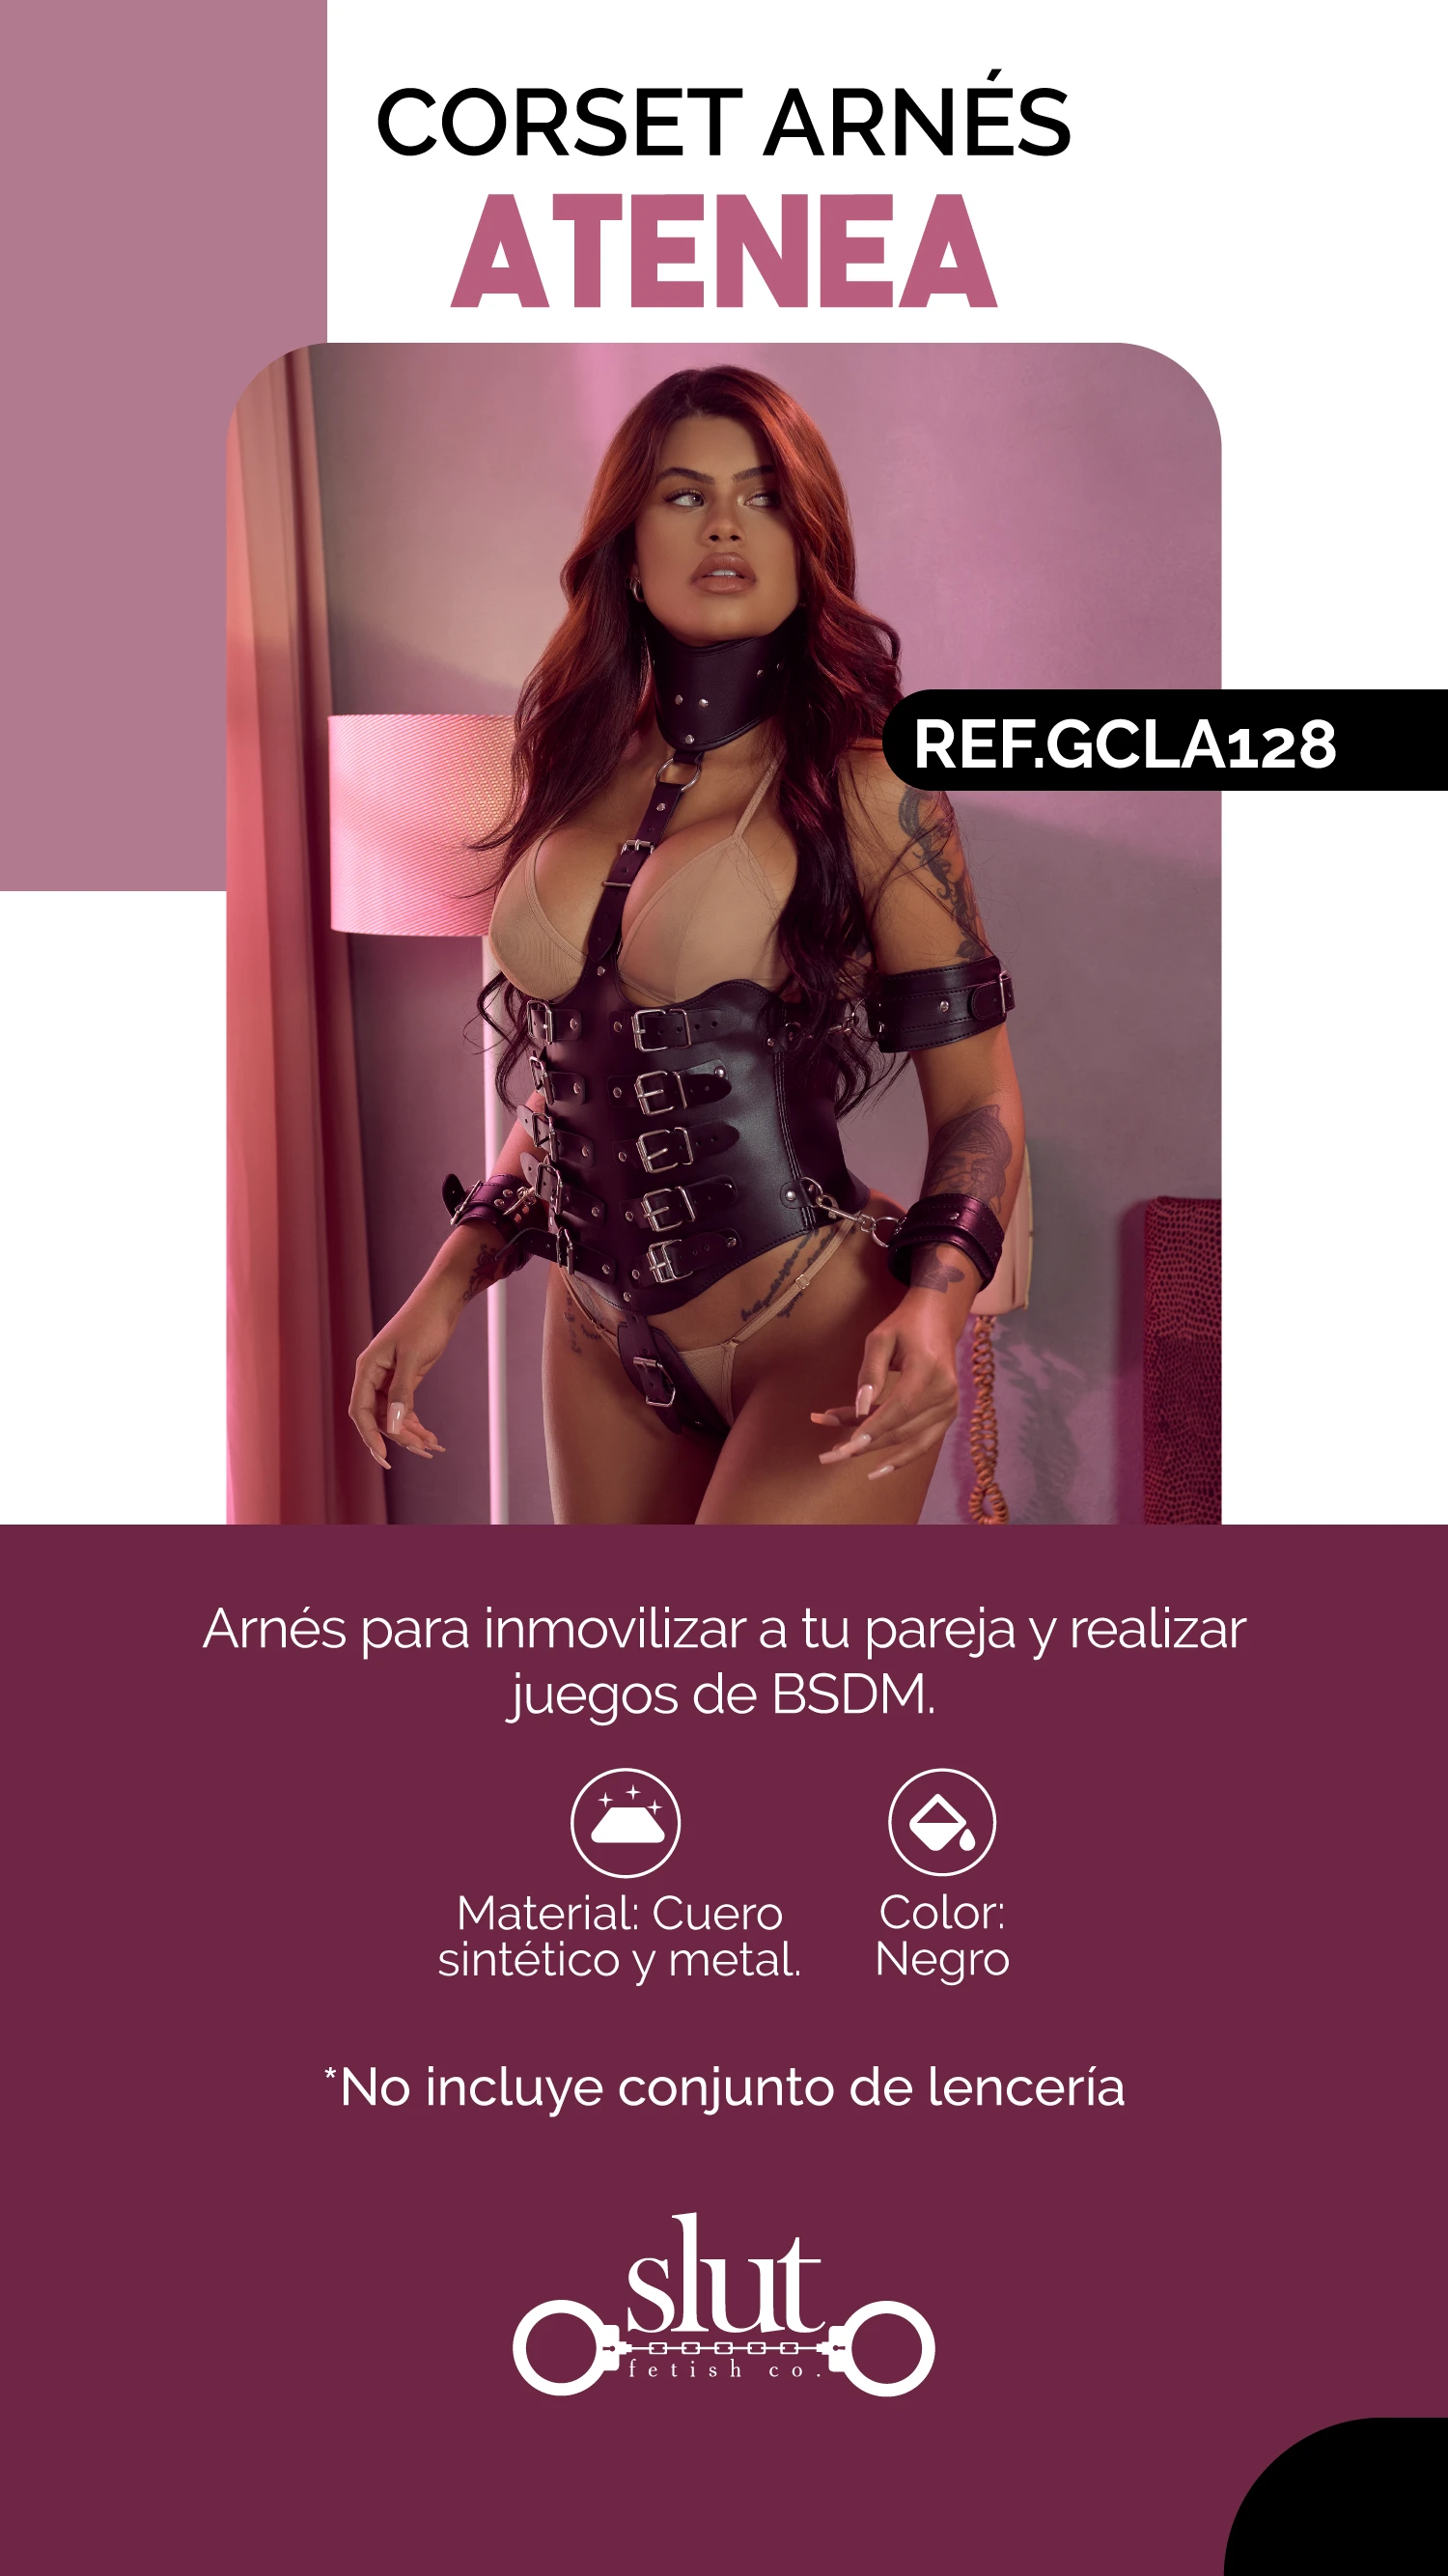 CORSET ARNÉS
ATENEA
REF.GCLA128
Arnés para inmovilizar a tu pareja y realizar
juegos de BSDM.
Material: Cuero
sintético y metal.
Color:
Negro
*No incluye conjunto de lencería
slut
fetish co.